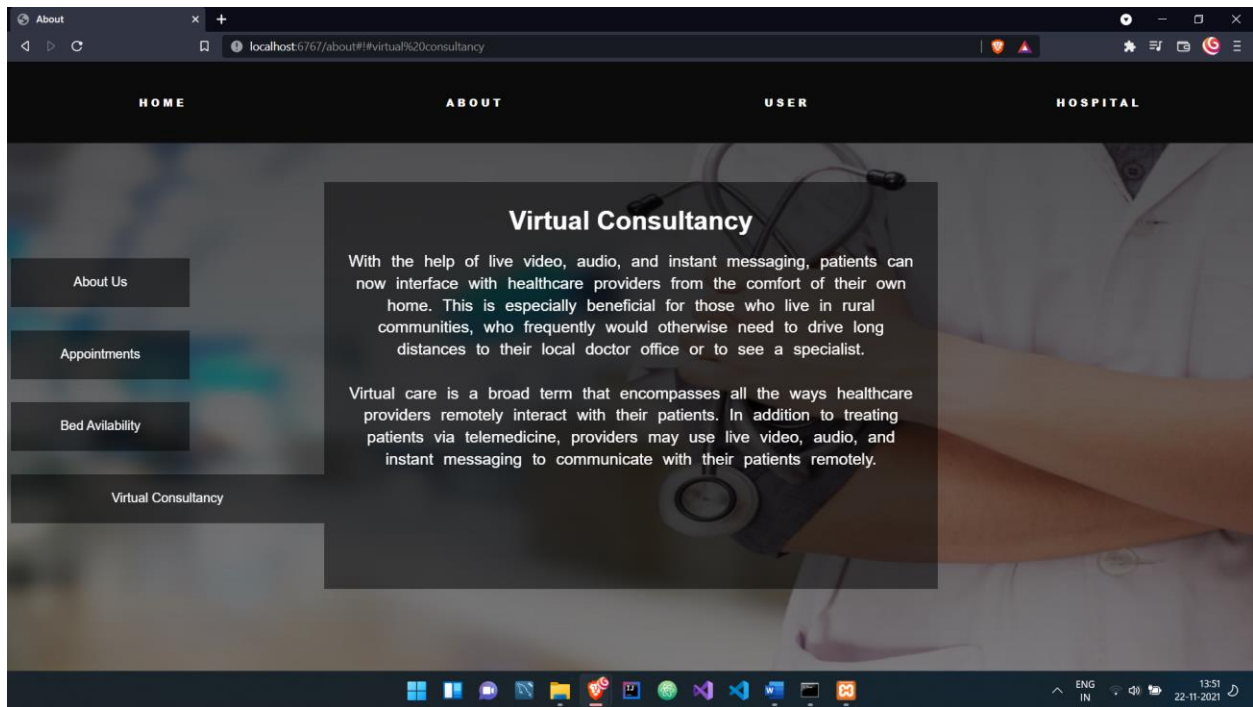 About
localhost:6767/about#!#virtual%20consultancy
HOME ABOUT USER HOSPITAL
Virtual Consultancy
With the help of live video, audio, and instant messaging, patients can
now interface with healthcare providers from the comfort of their own
home. This is especially beneficial for those who live in rural
communities, who frequently would otherwise need to drive long
distances to their local doctor office or to see a specialist.
Virtual care is a broad term that encompasses all the ways healthcare
providers remotely interact with their patients. In addition to treating
patients via telemedicine, providers may use live video, audio, and
instant messaging to communicate with their patients remotely.
About Us
Appointments
Bed Avilability
Virtual Consultancy
ENG
IN
13:51
22-11-2021